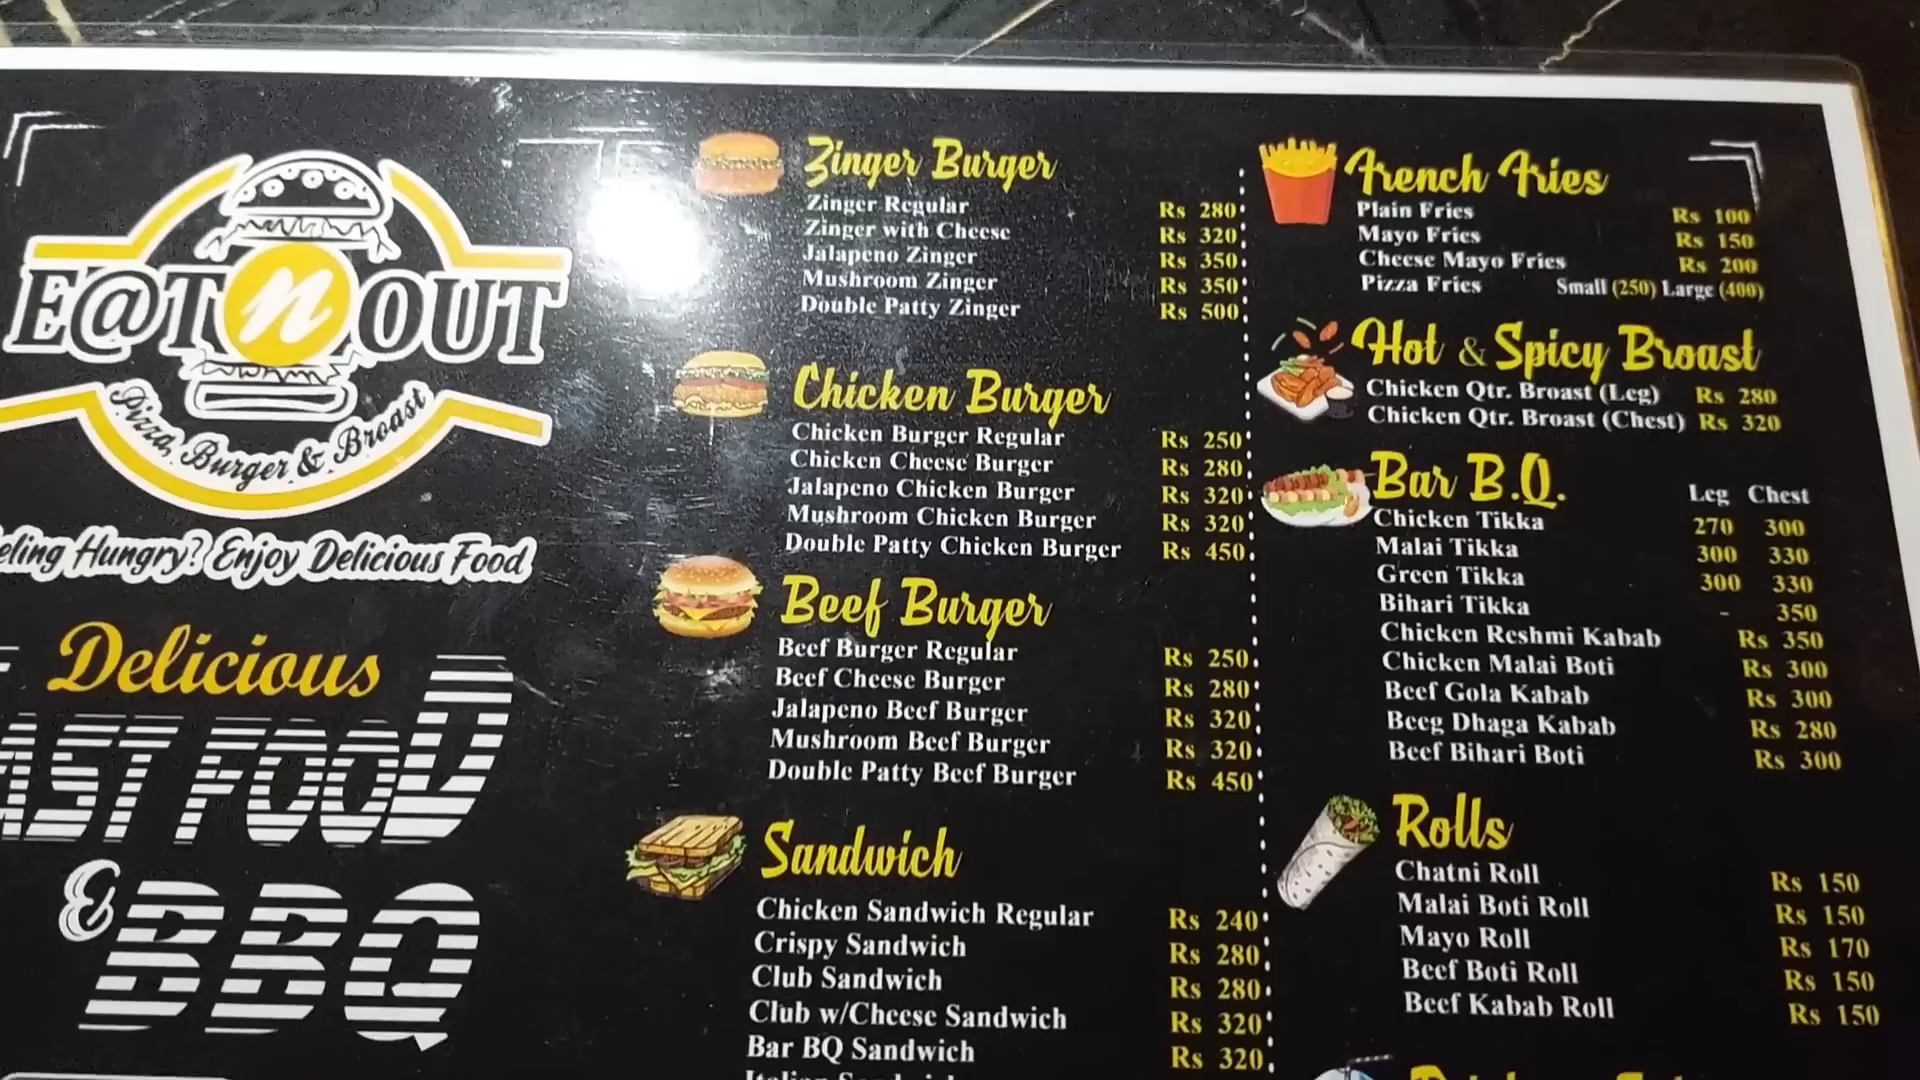 E@T n OUT
Pizza, Burger & Broast
Hungry? Enjoy Delicious Food
Delicious
FOOD
& BBQ
Zinger Burger
Zinger Regular Rs 280
Zinger with Cheese Rs 320
Jalapeno Zinger Rs 350
Mushroom Zinger Rs 350
Double Patty Zinger Rs 500
Chicken Burger
Chicken Burger Regular Rs 250
Chicken Cheese Burger Rs 280
Jalapeno Chicken Burger Rs 320
Mushroom Chicken Burger Rs 320
Double Patty Chicken Burger Rs 450
Beef Burger
Beef Burger Regular Rs 250
Beef Cheese Burger Rs 280
Jalapeno Beef Burger Rs 320
Mushroom Beef Burger Rs 320
Double Patty Beef Burger Rs 450
Sandwich
Chicken Sandwich Regular Rs 240
Crispy Sandwich Rs 280
Club Sandwich Rs 280
Club w/Cheese Sandwich Rs 320
Bar BQ Sandwich Rs 320
French Fries
Plain Fries Rs 100
Mayo Fries Rs 150
Cheese Mayo Fries Rs 200
Pizza Fries Small (250) Large (400)
Hot & Spicy Broast
Chicken Qtr. Broast (Leg) Rs 280
Chicken Qtr. Broast (Chest) Rs 320
Bar B.Q. Leg Chest
Chicken Tikka 270 300
Malai Tikka 300 330
Green Tikka 300 330
Bihari Tikka - 350
Chicken Reshmi Kabab Rs 350
Chicken Malai Boti Rs 300
Beef Gola Kabab Rs 300
Beeg Dhaga Kabab Rs 280
Beef Bihari Boti Rs 300
Rolls
Chatni Roll Rs 150
Malai Boti Roll Rs 150
Mayo Roll Rs 170
Beef Boti Roll Rs 150
Beef Kabab Roll Rs 150